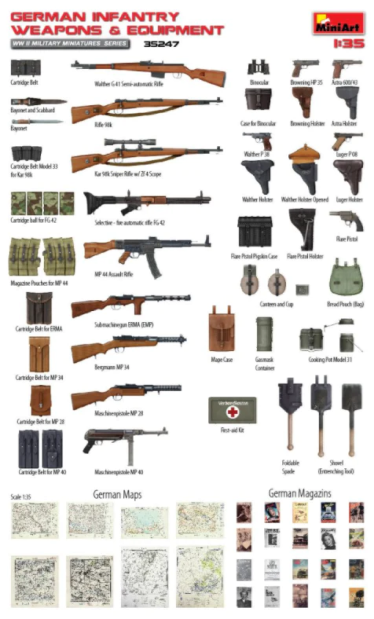 GERMAN INFANTRY
WEAPONS & EQUIPMENT
WW II MILITARY MINIATURES SERIES 35247
MiniArt
1:35
Cartridge Belt
Walther G 41 Semi-automatic Rifle
Bayonet and Scabbard
Bayonet
Rifle 98k
Cartridge Belt Model 33
for Kar 98k
Kar 98k Sniper Rifle w/ ZF4 Scope
Cartridge ball for FG 42
Selective - fire automatic rifle FG 42
Magazine Pouches for MP 44
MP 44 Assault Rifle
Cartridge Belt for ERMA
Submachinegun ERMA (EMP)
Cartridge Belt for MP 34
Bergmann MP 34
Cartridge Belt for MP 28
Maschinenpistole MP 28
Cartridge Belt for MP 40
Maschinenpistole MP 40
Binocular
Browning HP 35
Astra 600/43
Case for Binocular
Browning Holster
Astra Holster
Walther P 38
Luger P 08
Walther Holster
Walther Holster Opened
Luger Holster
Flare Pistol
Flare Pistol Pigskin Case
Flare Pistol Holster
Canteen and Cup
Bread Pouch (Bag)
Mape Case
Gasmask
Container
Cooking Pot Model 31
First-aid Kit
Foldable
Spade
Shovel
(Entrenching Tool)
Scale 1:35
German Maps
German Magazins